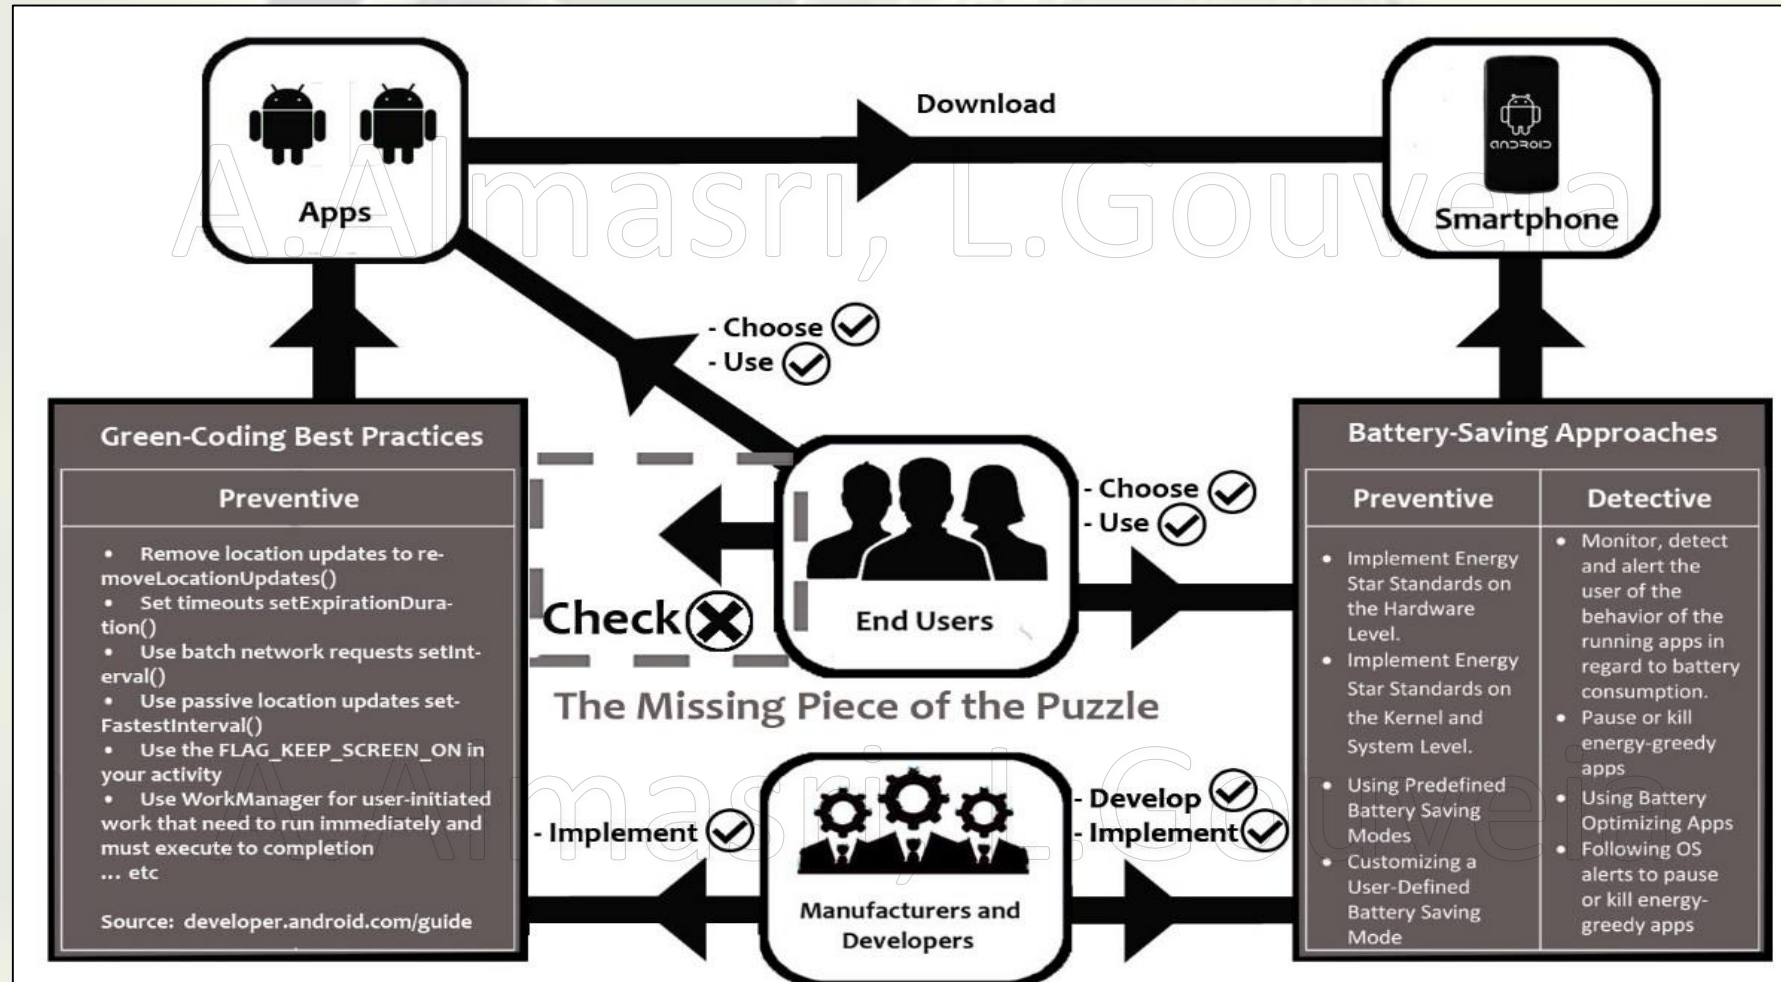 Download
Apps
ANDROID
Smartphone
A.Almasri, L.Gouveia
- Choose
- Use
Green-Coding Best Practices
Preventive
• Remove location updates to re-
moveLocationUpdates()
• Set timeouts setExpirationDura-
tion()
• Use batch network requests setInt-
erval()
• Use passive location updates set-
FastestInterval()
• Use the FLAG_KEEP_SCREEN_ON in
your activity
• Use WorkManager for user-initiated
work that need to run immediately and
must execute to completion
... etc
Source: developer.android.com/guide
Check
End Users
- Choose
- Use
The Missing Piece of the Puzzle
- Implement
Manufacturers and
Developers
- Develop
- Implement
A.Almasri, L.Gouveia
Battery-Saving Approaches
Preventive
• Implement Energy
Star Standards on
the Hardware
Level.
• Implement Energy
Star Standards on
the Kernel and
System Level.
• Using Predefined
Battery Saving
Modes
• Customizing a
User-Defined
Battery Saving
Mode
Detective
• Monitor, detect
and alert the
user of the
behavior of the
running apps in
regard to battery
consumption.
• Pause or kill
energy-greedy
apps
• Using Battery
Optimizing Apps
• Following OS
alerts to pause
or kill energy-
greedy apps